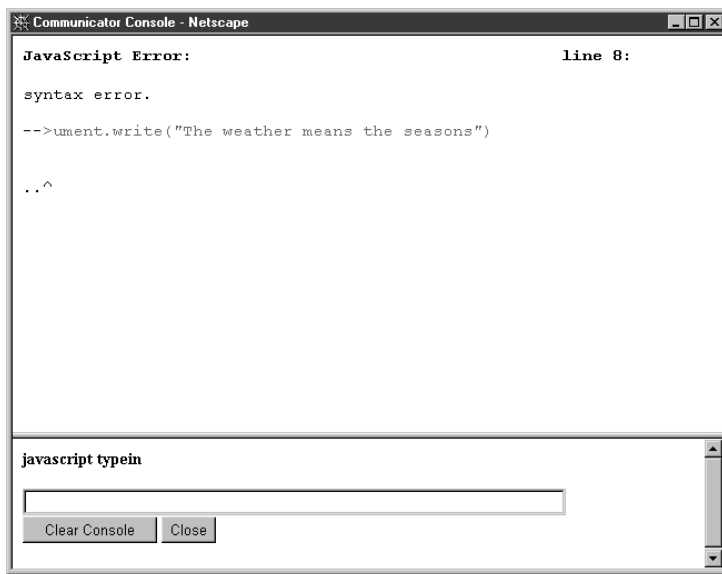 Communicator Console - Netscape
JavaScript Error: line 8:
syntax error.
-->ument.write("The weather means the seasons")
..^
javascript typein
Clear Console Close